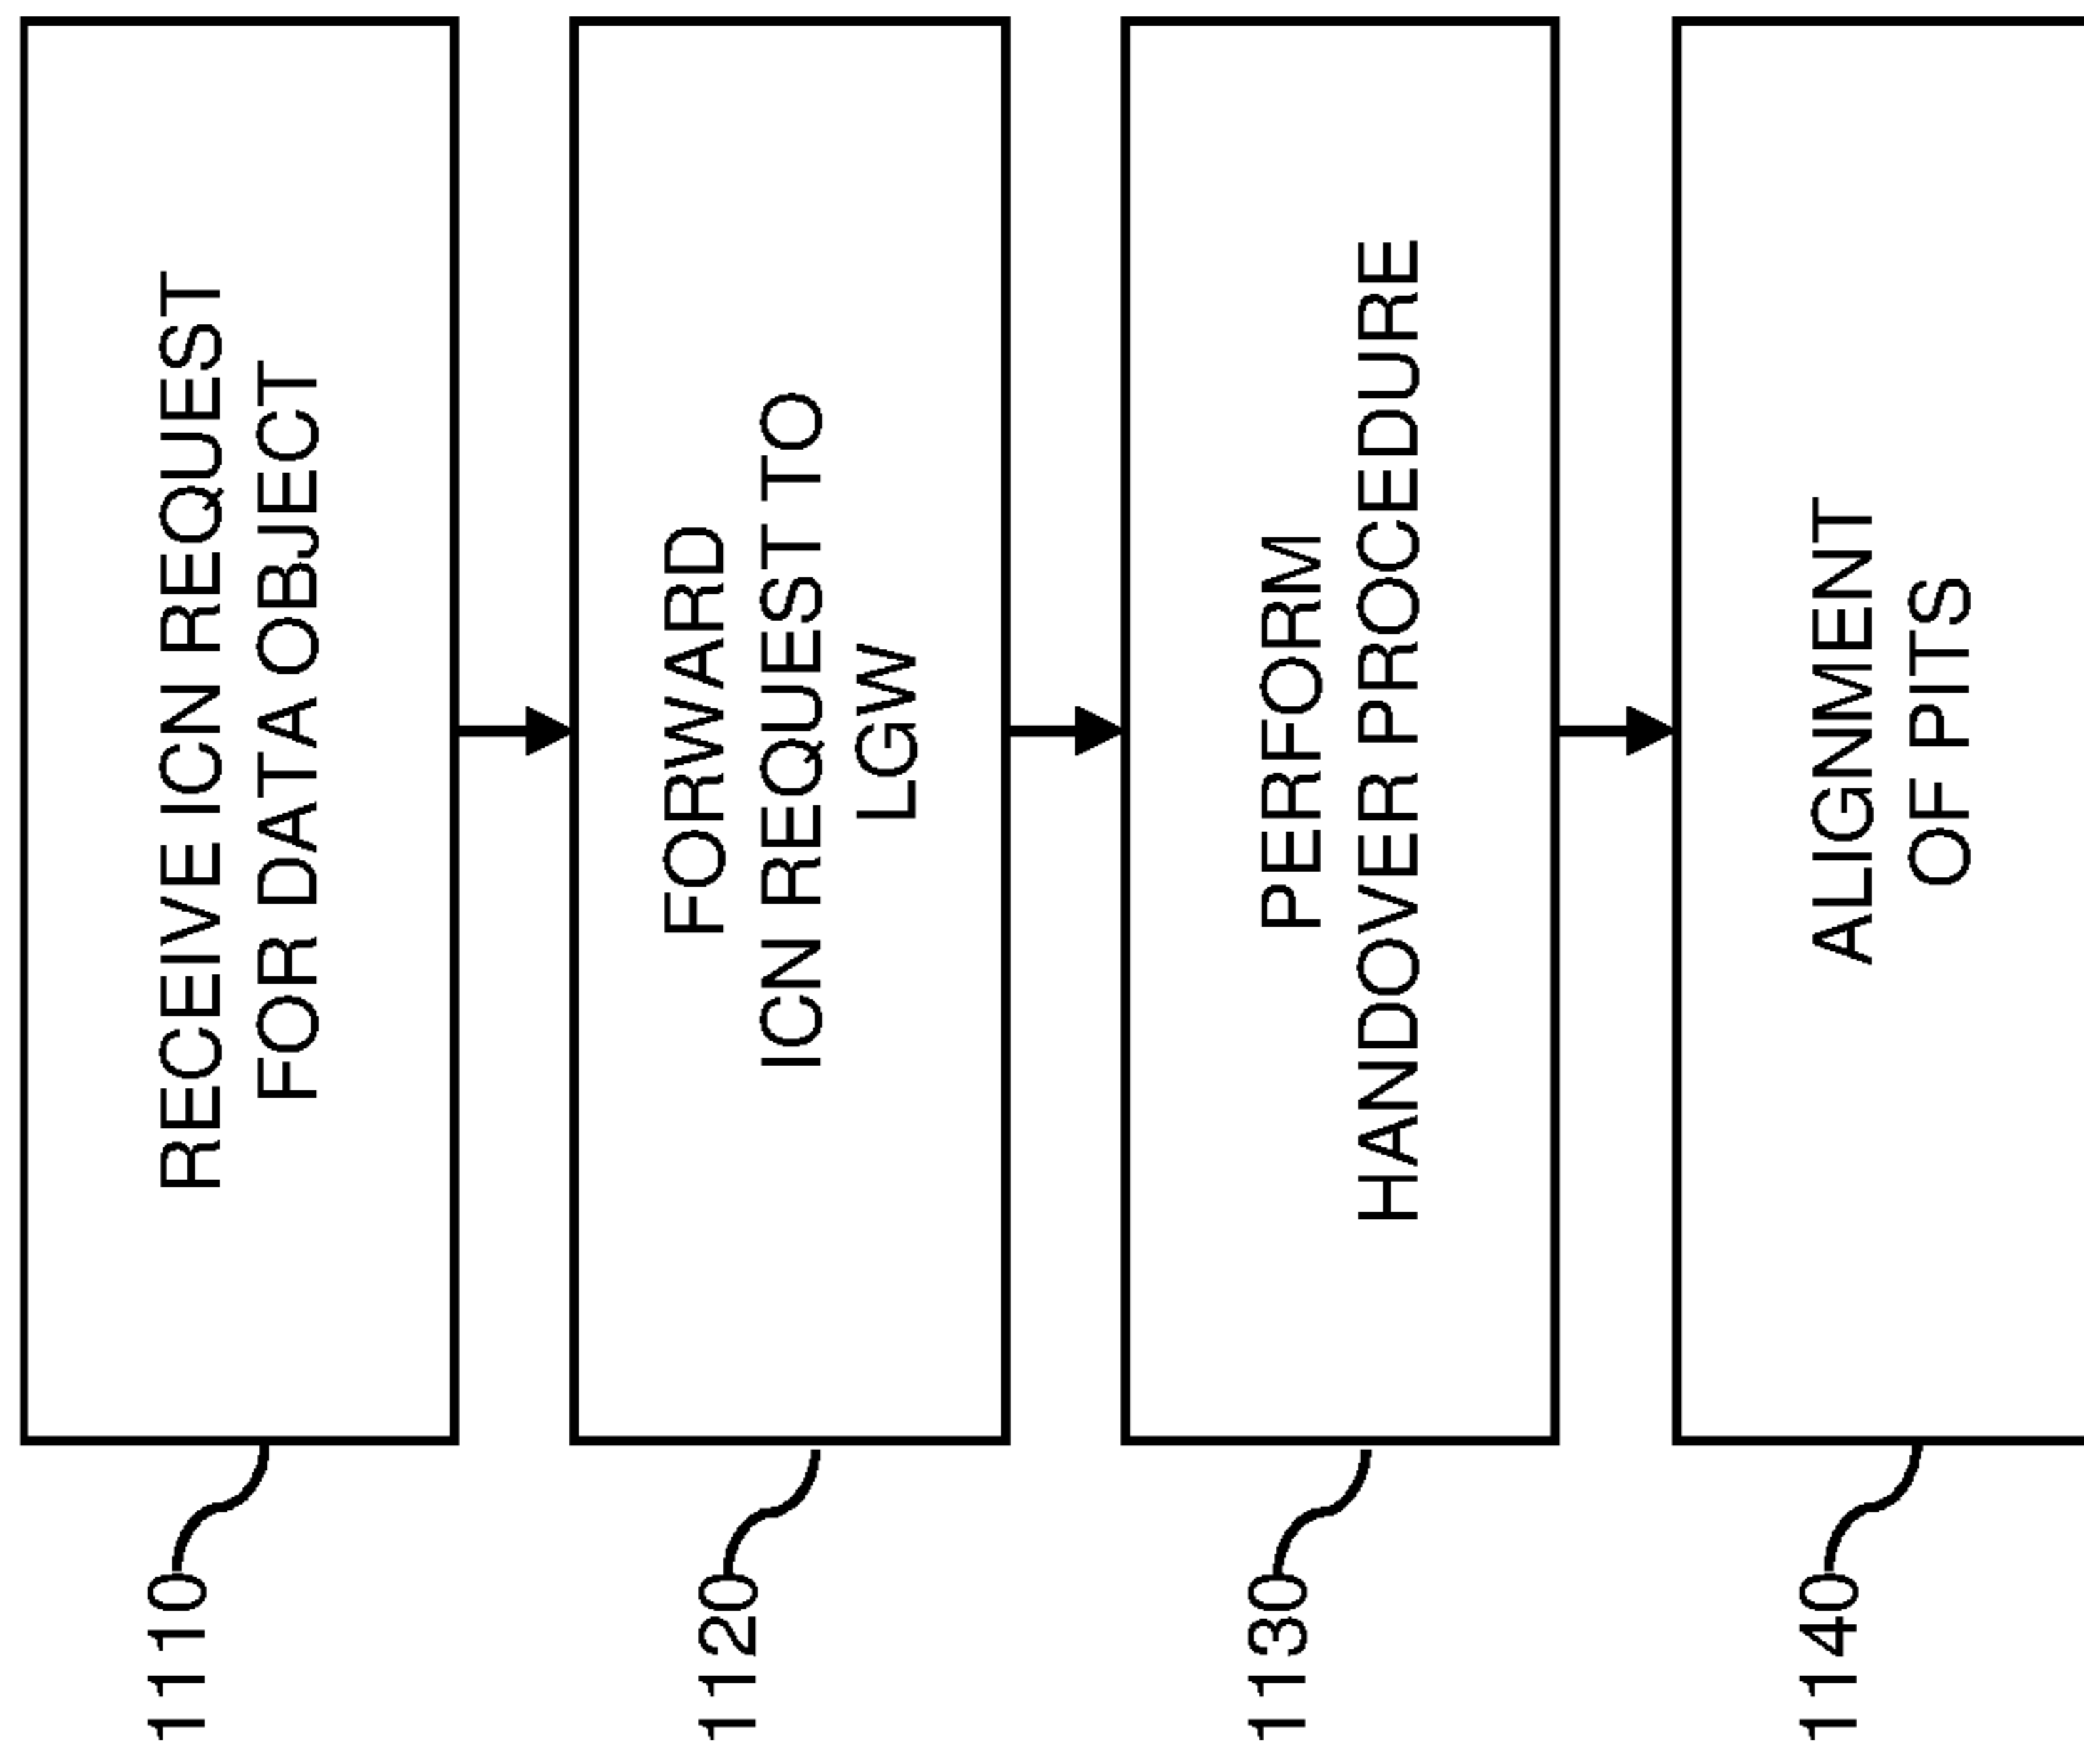 1110
RECEIVE ICN REQUEST
FOR DATA OBJECT
1120
FORWARD
ICN REQUEST TO
LGW
1130
PERFORM
HANDOVER PROCEDURE
1140
ALIGNMENT
OF PITS